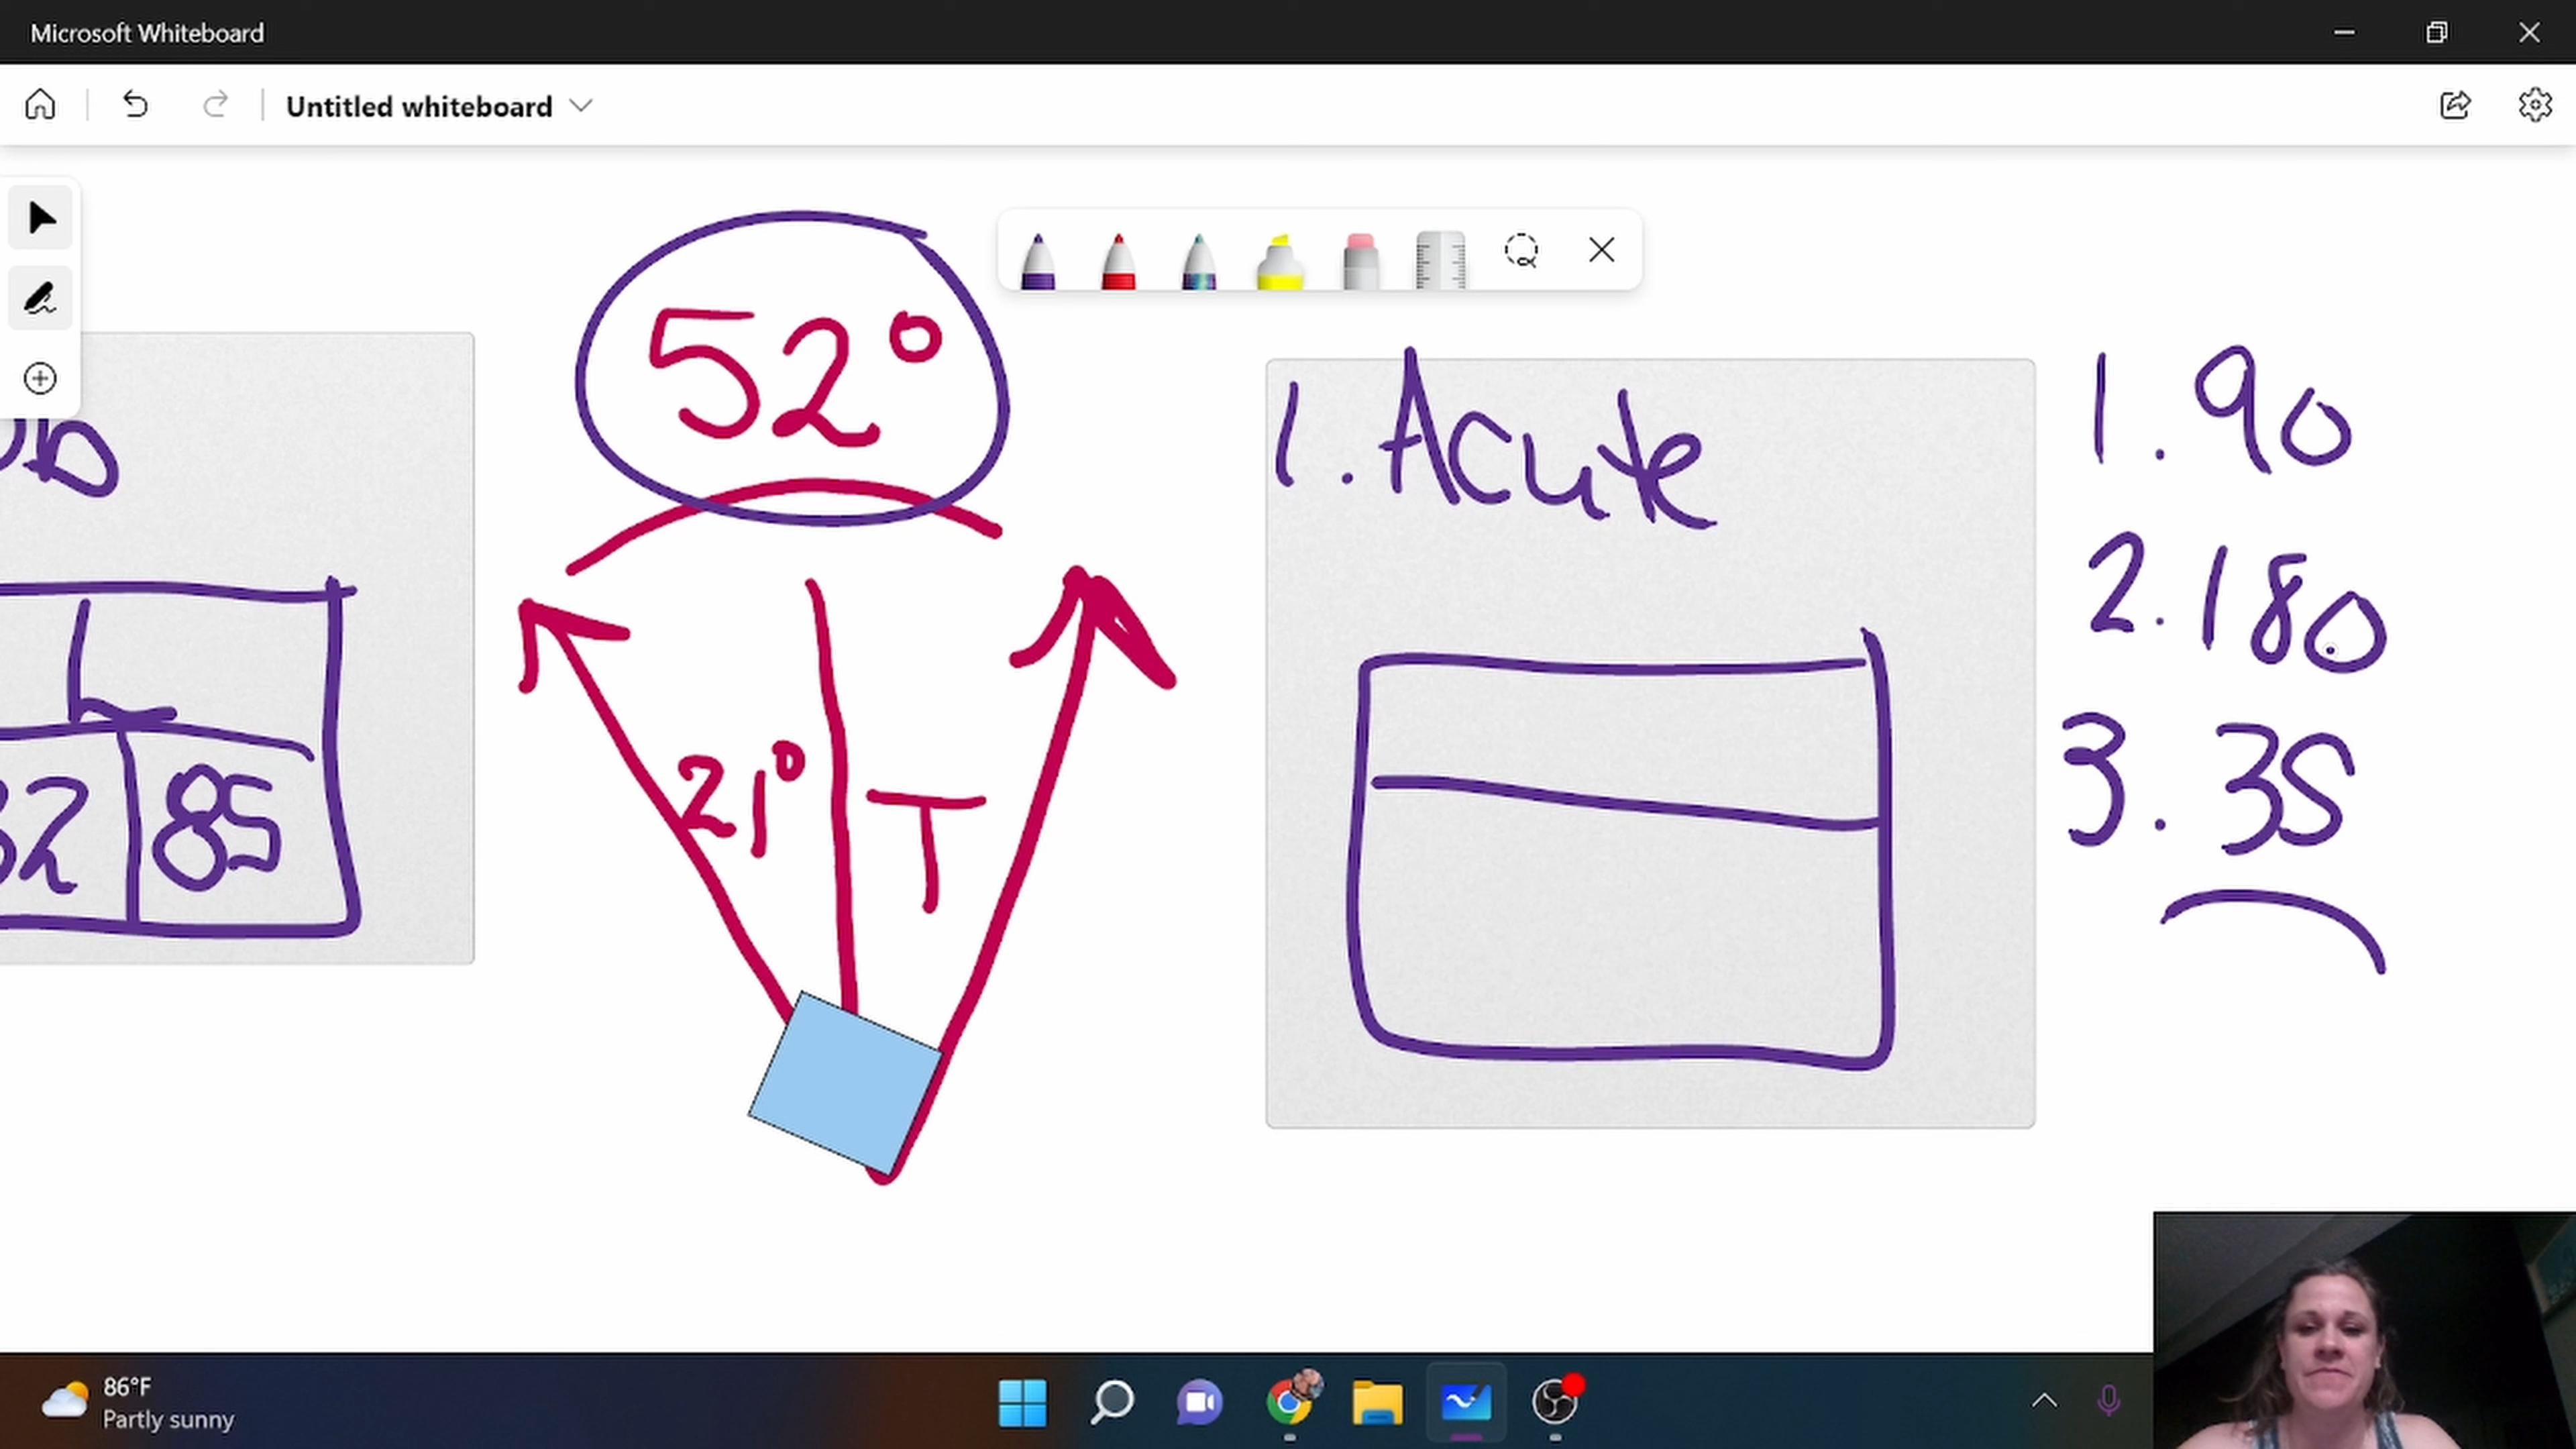 Microsoft Whiteboard
Untitled whiteboard
85
52°
21°
T
1. Acute
1. 90
2. 180
3. 35
86°F
Partly sunny